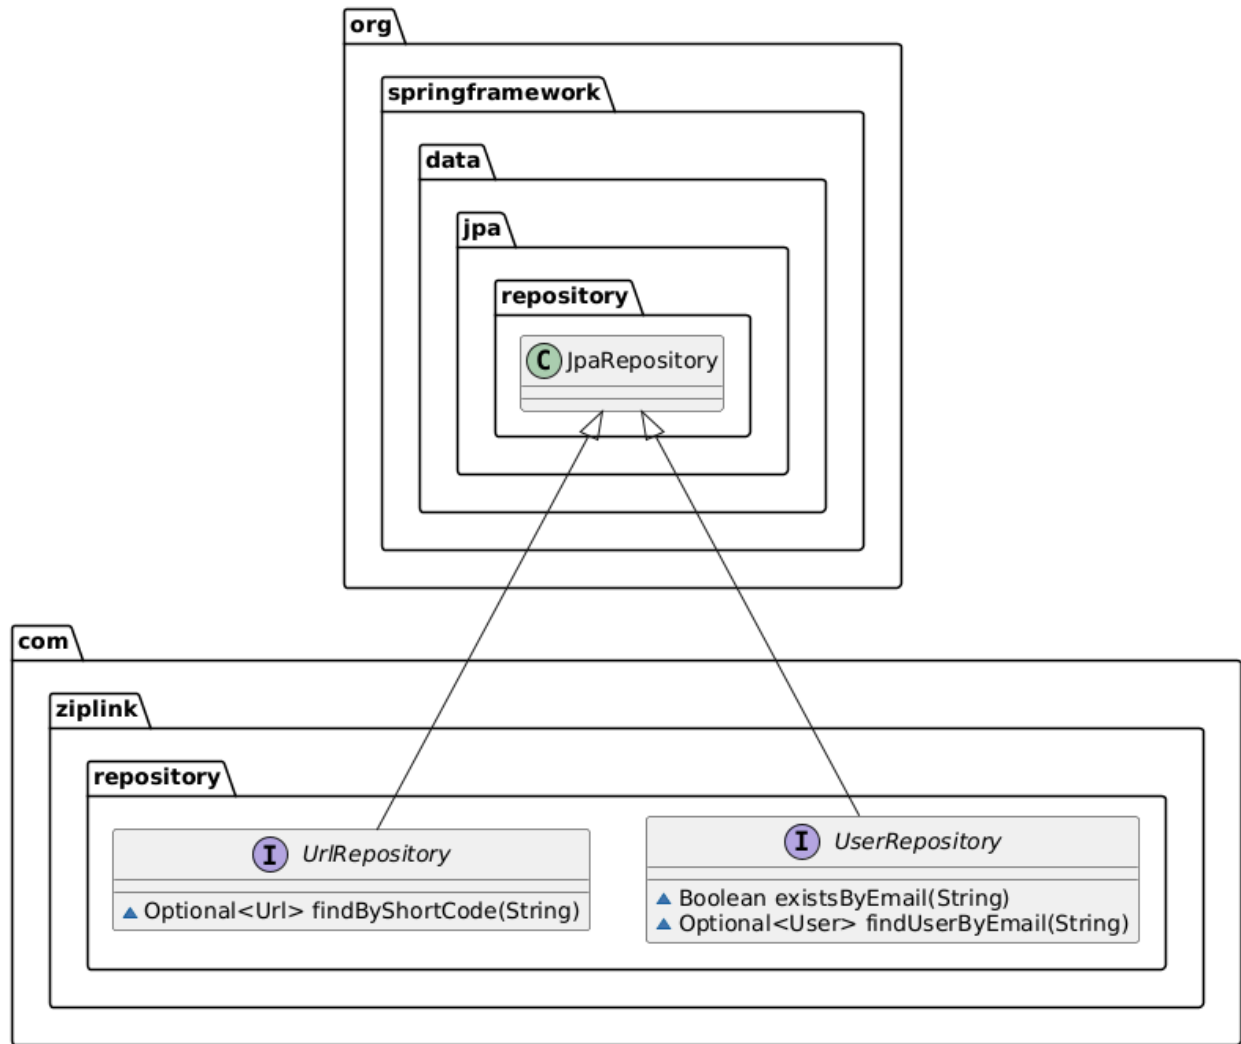 org
springframework
data
jpa
repository
C JpaRepository
com
ziplink
repository
I UrlRepository
Optional<Url> findByShortCode(String)
I UserRepository
Boolean existsByEmail(String)
Optional<User> findUserByEmail(String)